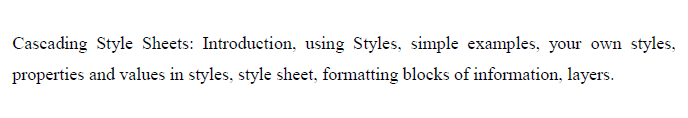 Cascading Style Sheets: Introduction, using Styles, simple examples, your own styles,
properties and values in styles, style sheet, formatting blocks of information, layers.